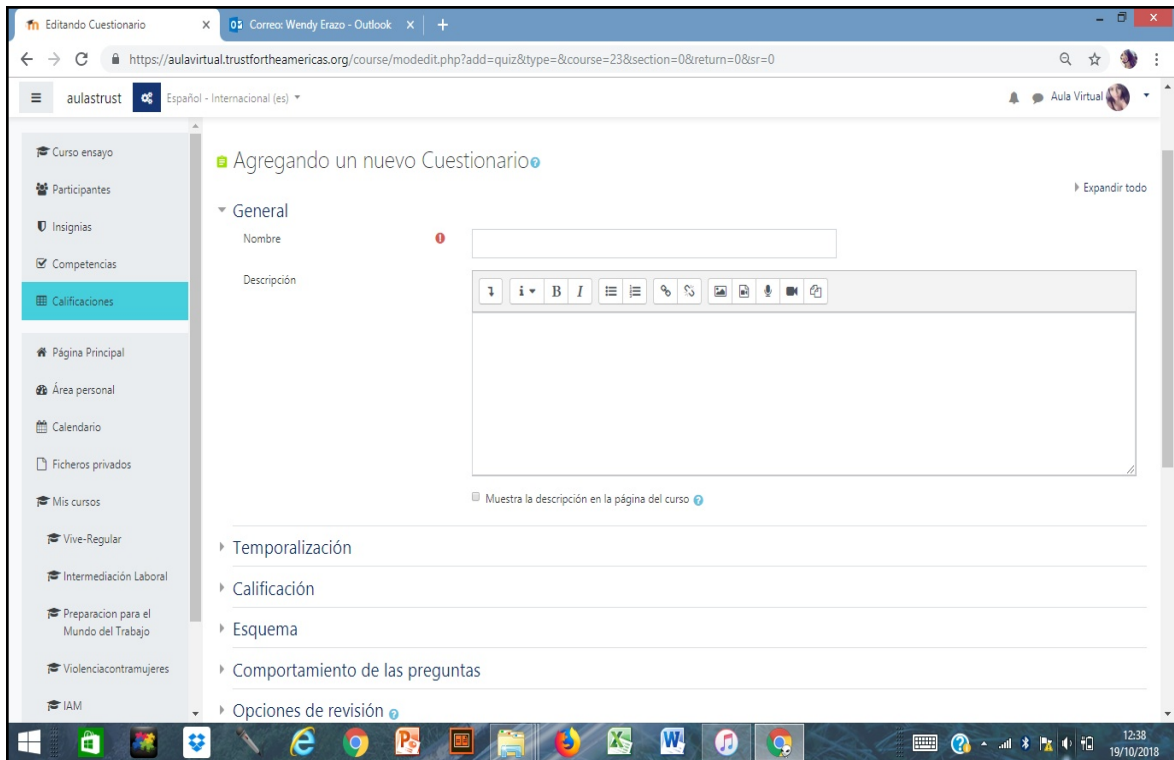 Editando Cuestionario
Correo: Wendy Erazo - Outlook
https://aulavirtual.trustfortheamericas.org/course/modedit.php?add=quiz&type=&course=23&section=0&return=0&sr=0
aulastrust
Español - Internacional (es)
Aula Virtual
Curso ensayo
Participantes
Insignias
Competencias
Calificaciones
Página Principal
Área personal
Calendario
Ficheros privados
Mis cursos
Vive-Regular
Intermediación Laboral
Preparacion para el
Mundo del Trabajo
Violenciacontramujeres
IAM
Agregando un nuevo Cuestionario
Expandir todo
General
Nombre
Descripción
i B I
Muestra la descripción en la página del curso
Temporalización
Calificación
Esquema
Comportamiento de las preguntas
Opciones de revisión
12:38
19/10/2018